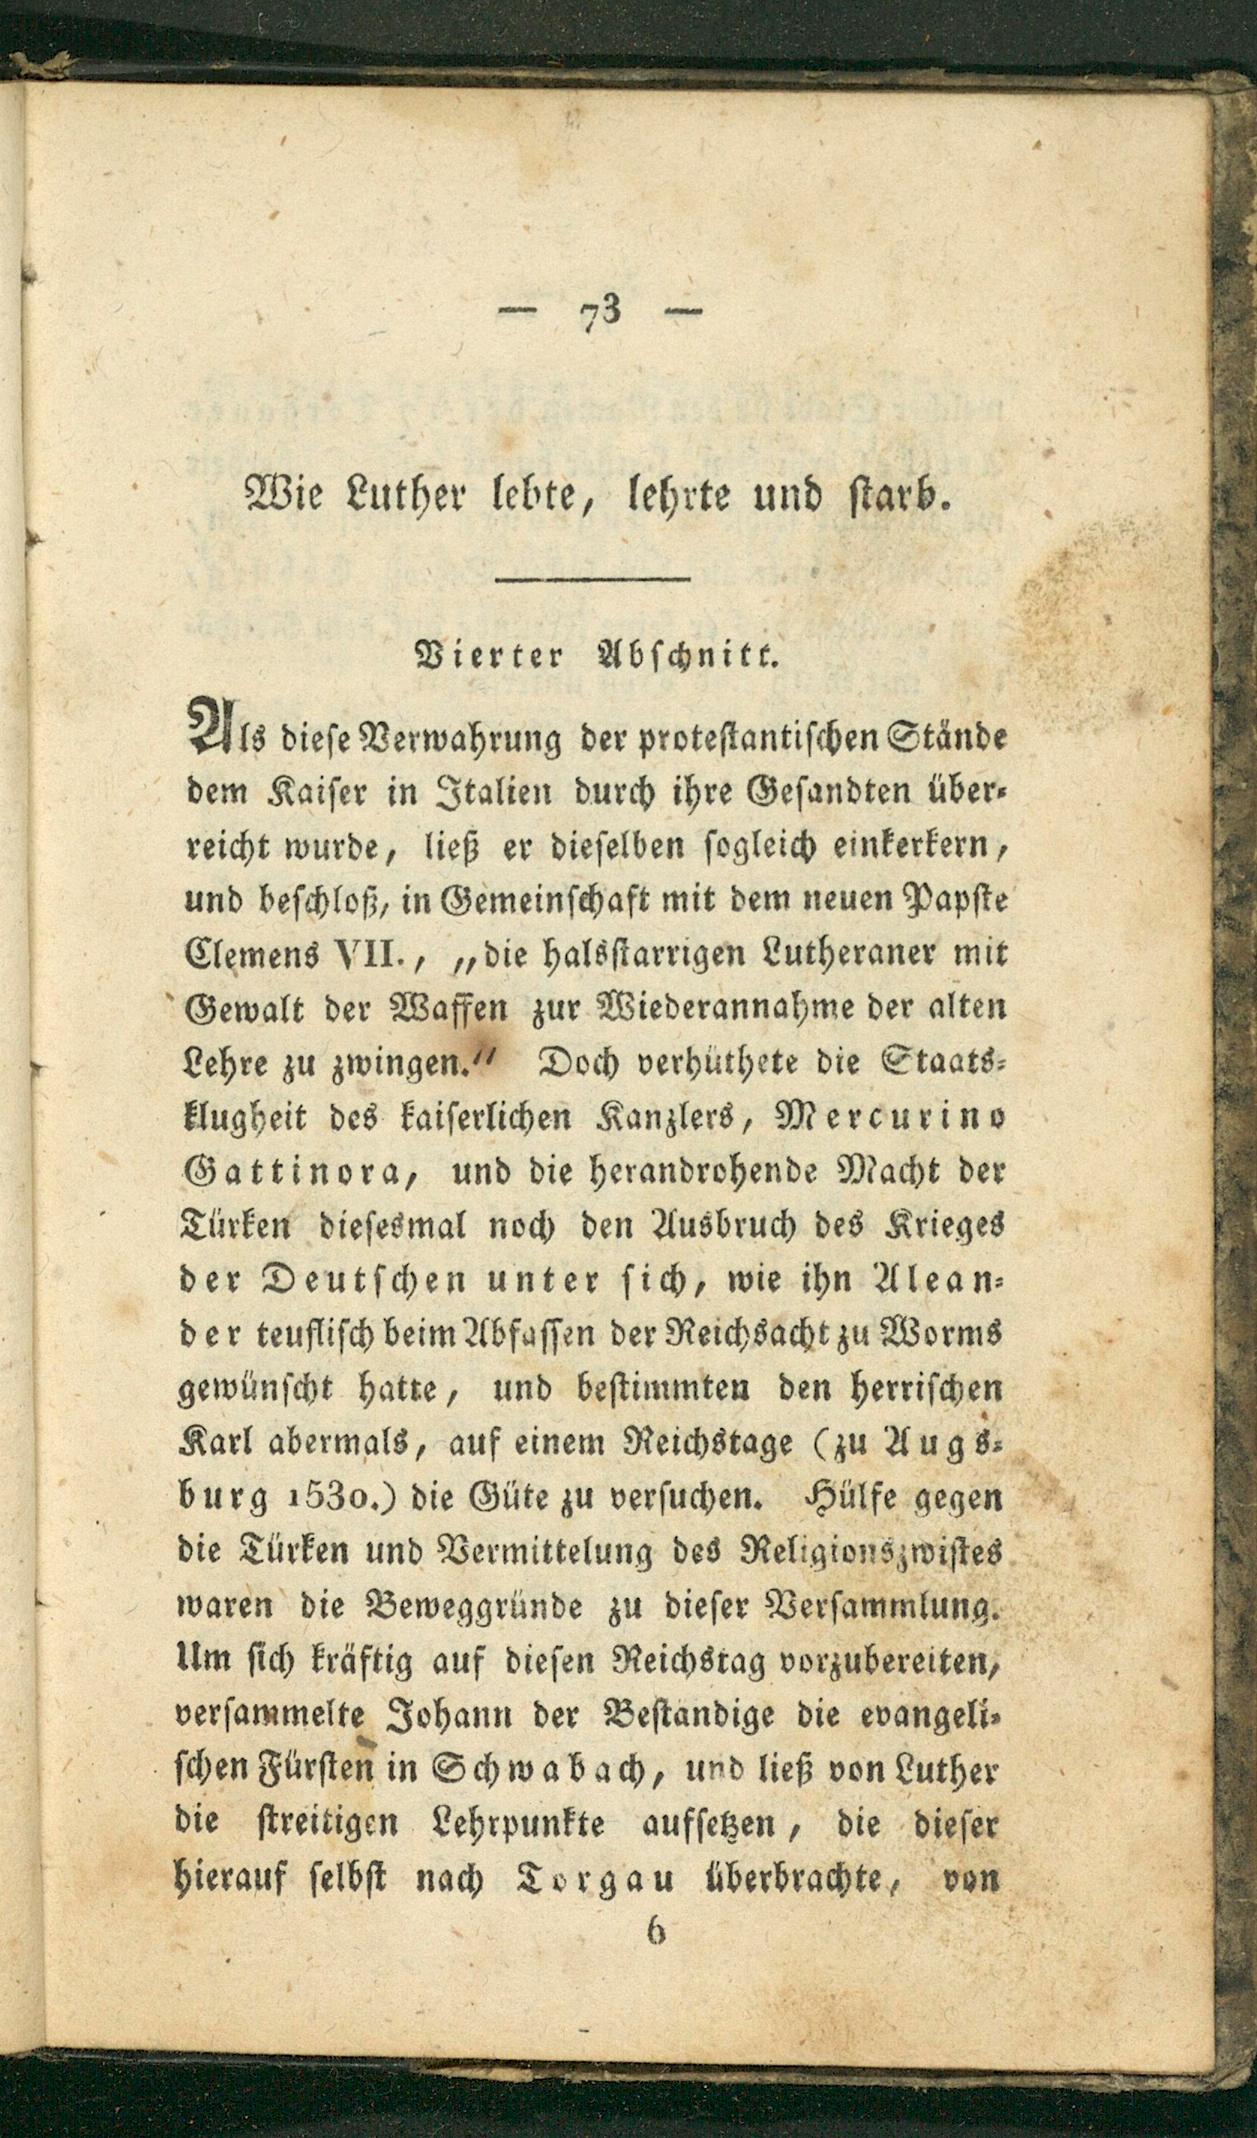 — 73 —
Wie Luther lebte, lehrte und starb.
Vierter Abschnitt.
Als diese Verwahrung der protestantischen Stände
dem Kaiser in Italien durch ihre Gesandten über-
reicht wurde, ließ er dieselben sogleich einkerkern,
und beschloß, in Gemeinschaft mit dem neuen Papste
Clemens VII., „die halsstarrigen Lutheraner mit
Gewalt der Waffen zur Wiederannahme der alten
Lehre zu zwingen.“ Doch verhüthete die Staats-
klugheit des kaiserlichen Kanzlers, Mercurino
Gattinora, und die herandrohende Macht der
Türken diesesmal noch den Ausbruch des Krieges
der Deutschen unter sich, wie ihn Alean-
der teuflisch beim Abfassen der Reichsacht zu Worms
gewünscht hatte, und bestimmten den herrischen
Karl abermals, auf einem Reichstage (zu Augs-
burg 1530.) die Güte zu versuchen. Hülfe gegen
die Türken und Vermittelung des Religionszwistes
waren die Beweggründe zu dieser Versammlung.
Um sich kräftig auf diesen Reichstag vorzubereiten,
versammelte Johann der Beständige die evangeli-
schen Fürsten in Schwabach, und ließ von Luther
die streitigen Lehrpunkte aufsetzen, die dieser
hierauf selbst nach Torgau überbrachte, von
6